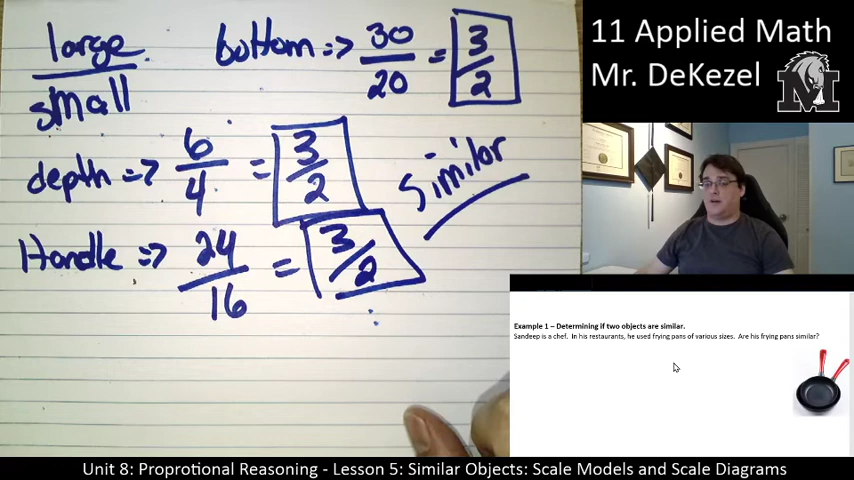 large
small
bottom => 30/20 = 3/2
depth => 6/4 = 3/2
Handle => 24/16 = 3/2
Similar
11 Applied Math
Mr. DeKezel
M
Example 1 – Determining if two objects are similar.
Sandeep is a chef. In his restaurants, he used frying pans of various sizes. Are his frying pans similar?
Unit 8: Proprotional Reasoning - Lesson 5: Similar Objects: Scale Models and Scale Diagrams